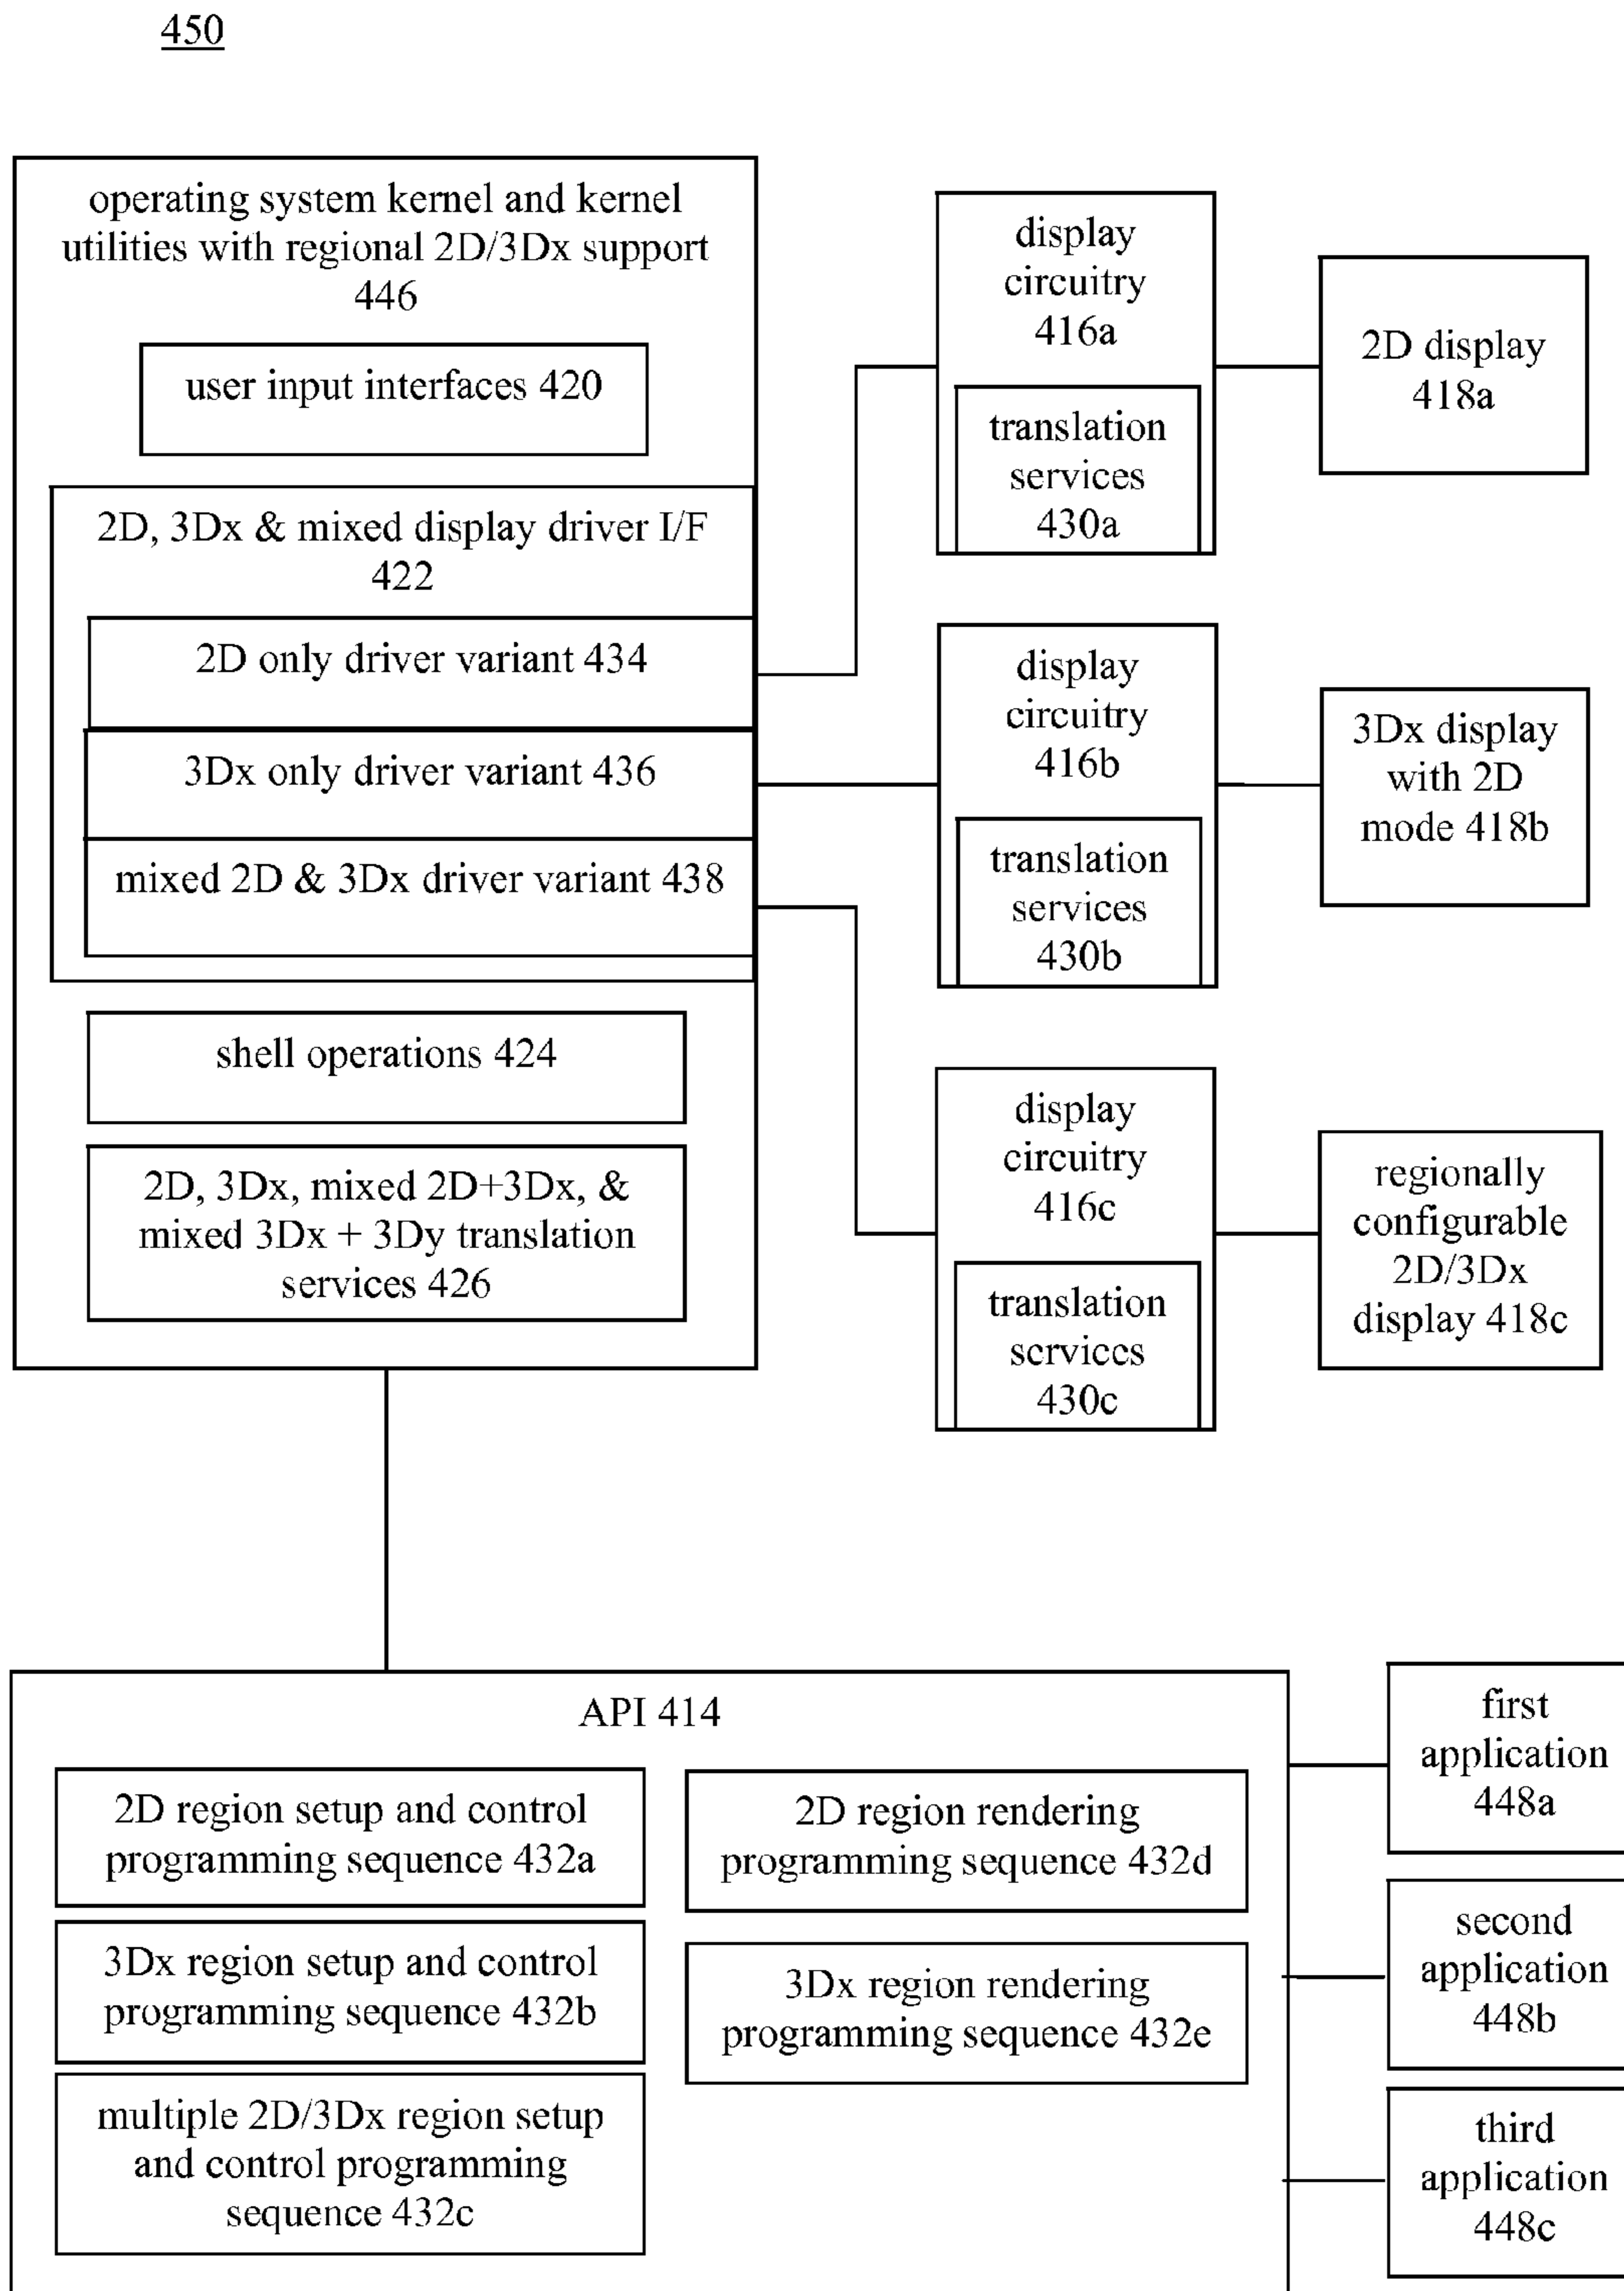 450
operating system kernel and kernel
utilities with regional 2D/3Dx support
446
user input interfaces 420
2D, 3Dx & mixed display driver I/F
422
2D only driver variant 434
3Dx only driver variant 436
mixed 2D & 3Dx driver variant 438
shell operations 424
2D, 3Dx, mixed 2D+3Dx, &
mixed 3Dx + 3Dy translation
services 426
display
circuitry
416a
translation
services
430a
2D display
418a
display
circuitry
416b
translation
services
430b
3Dx display
with 2D
mode 418b
display
circuitry
416c
translation
services
430c
regionally
configurable
2D/3Dx
display 418c
API 414
2D region setup and control
programming sequence 432a
3Dx region setup and control
programming sequence 432b
multiple 2D/3Dx region setup
and control programming
sequence 432c
2D region rendering
programming sequence 432d
3Dx region rendering
programming sequence 432e
first
application
448a
second
application
448b
third
application
448c